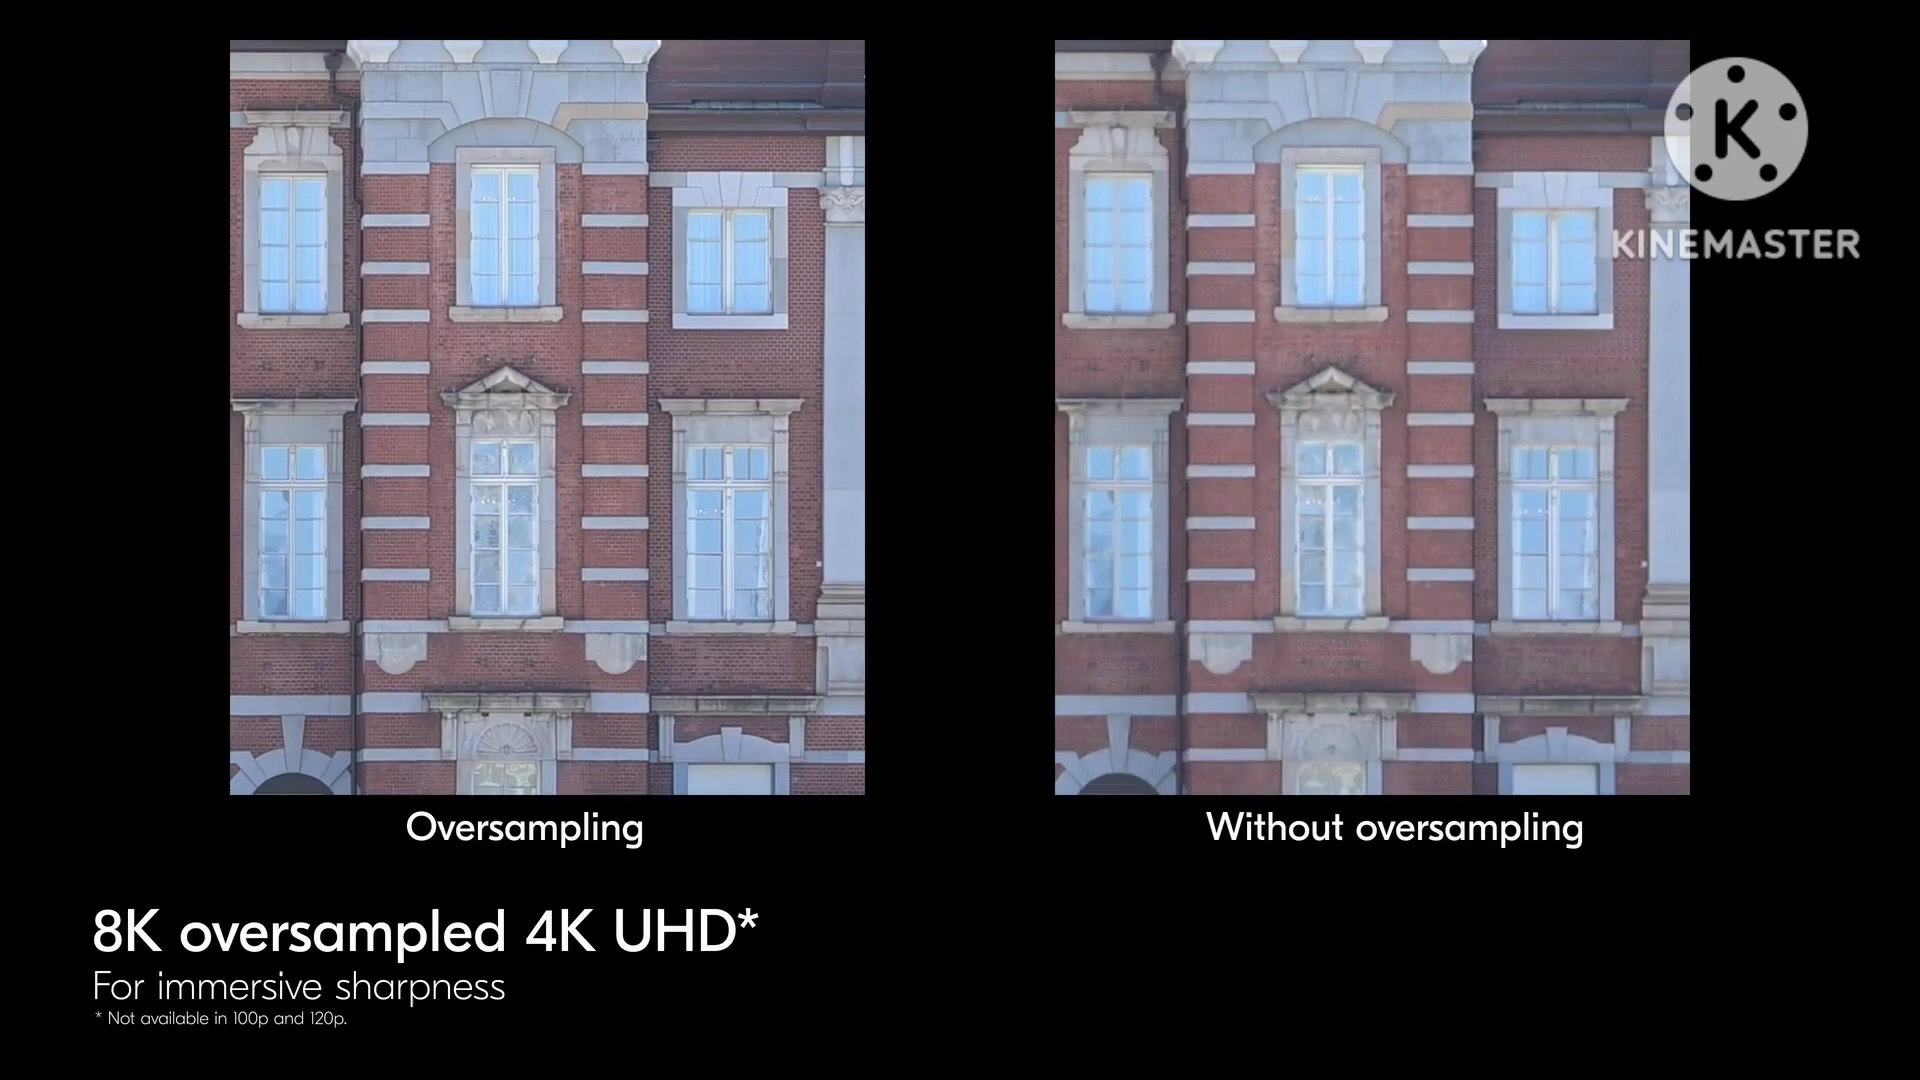 K
KINEMASTER
Oversampling
Without oversampling
8K oversampled 4K UHD*
For immersive sharpness
* Not available in 100p and 120p.